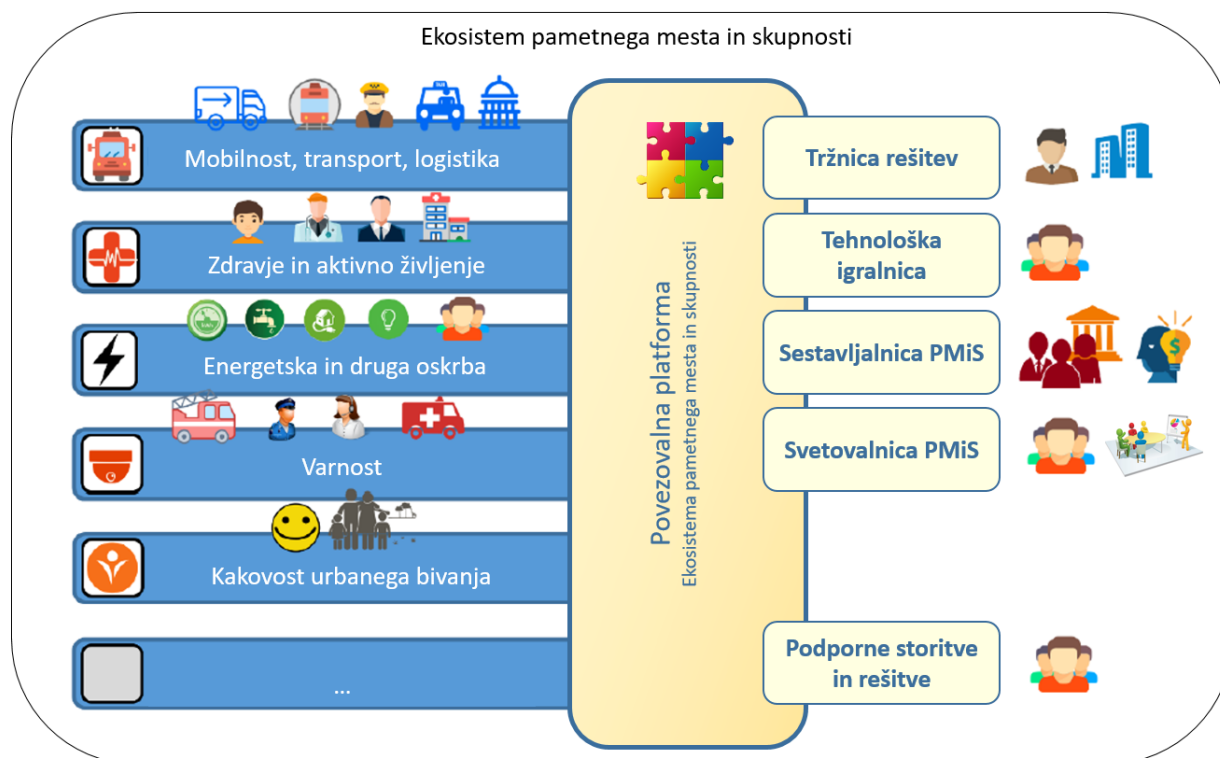 Ekosistem pametnega mesta in skupnosti
Mobilnost, transport, logistika
Zdravje in aktivno življenje
Energetska in druga oskrba
Varnost
Kakovost urbanega bivanja
...
Povezovalna platforma
Ekosistema pametnega mesta in skupnosti
Tržnica rešitev
Tehnološka
igralnica
Sestavljalnica PMiS
Svetovalnica PMiS
Podporne storitve
in rešitve